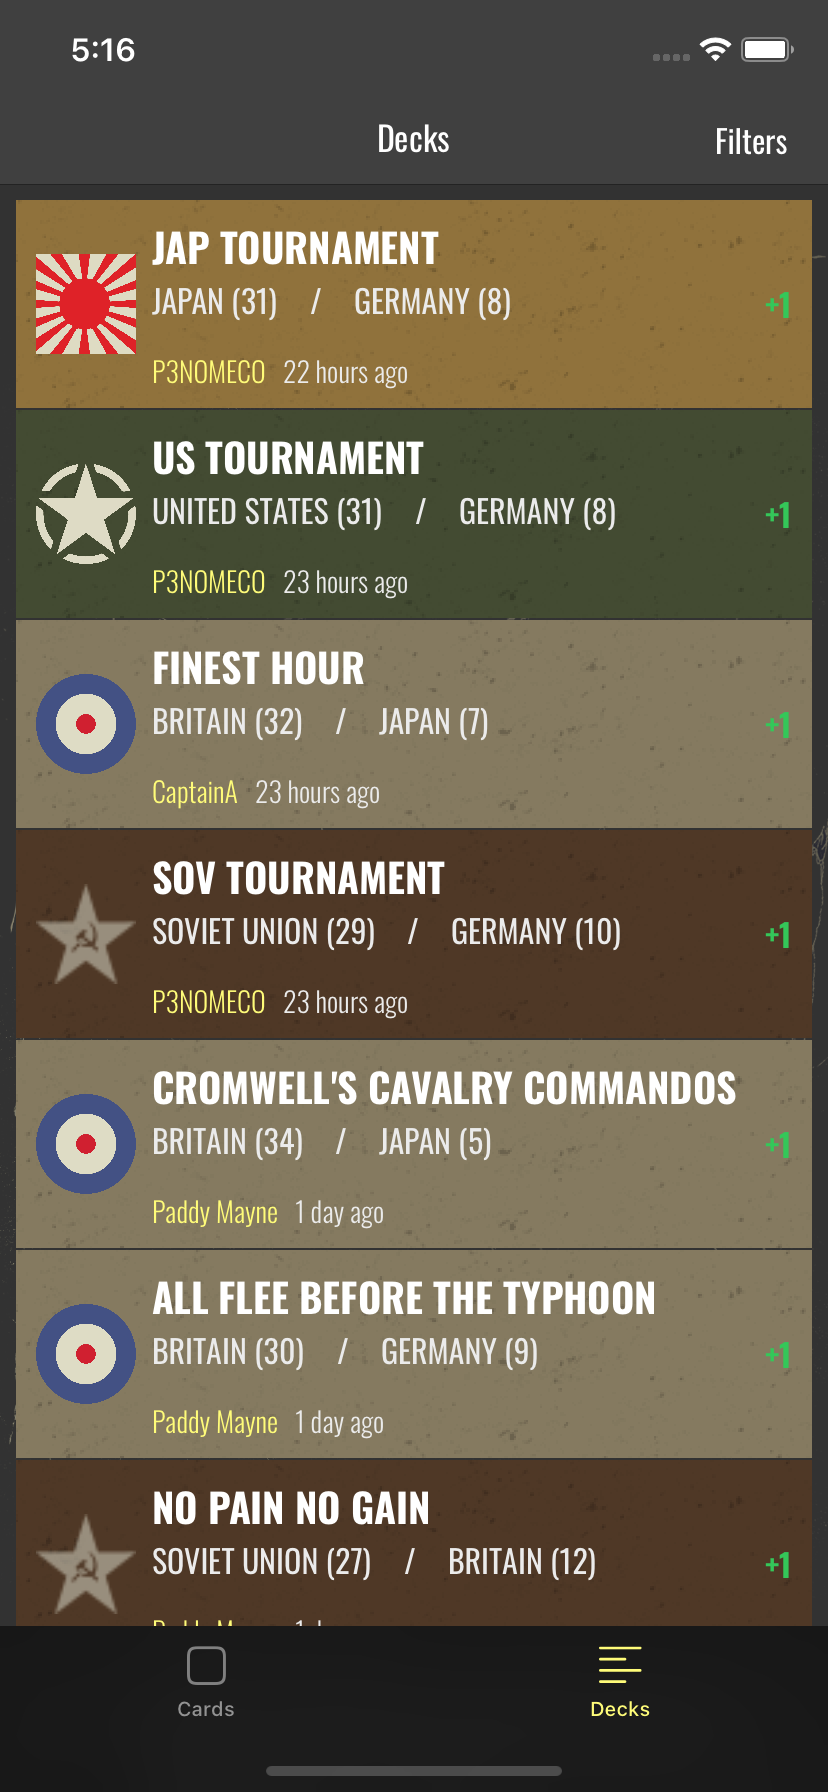 5:16
Decks
Filters
JAP TOURNAMENT
JAPAN (31) / GERMANY (8)
+1
P3NOMECO 22 hours ago
US TOURNAMENT
UNITED STATES (31) / GERMANY (8)
+1
P3NOMECO 23 hours ago
FINEST HOUR
BRITAIN (32) / JAPAN (7)
+1
CaptainA 23 hours ago
SOV TOURNAMENT
SOVIET UNION (29) / GERMANY (10)
+1
P3NOMECO 23 hours ago
CROMWELL'S CAVALRY COMMANDOS
BRITAIN (34) / JAPAN (5)
+1
Paddy Mayne 1 day ago
ALL FLEE BEFORE THE TYPHOON
BRITAIN (30) / GERMANY (9)
+1
Paddy Mayne 1 day ago
NO PAIN NO GAIN
SOVIET UNION (27) / BRITAIN (12)
+1
Cards
Decks